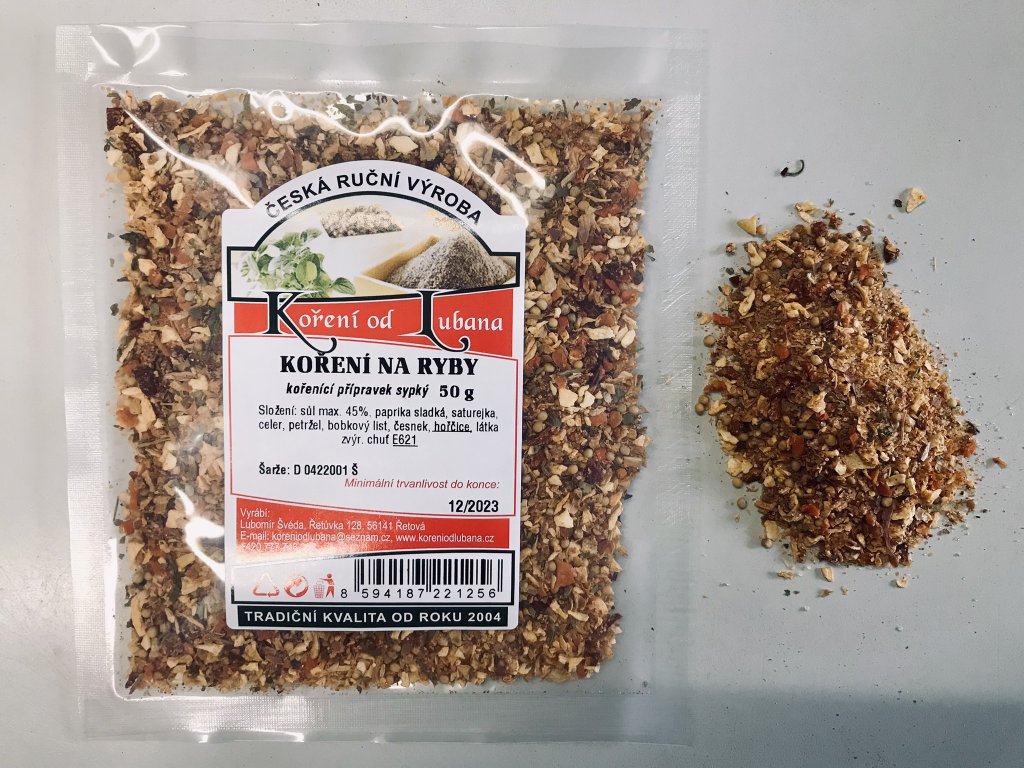 ČESKÁ RUČNÍ VÝROBA
Koření od Lubana
KOŘENÍ NA RYBY
kořenící přípravek sypký 50 g
Složení: sůl max. 45%, paprika sladká, saturejka,
celer, petržel, bobkový list, česnek, hořčice, látka
zvýr. chuť E621
Šarže: D 0422001 Š
Minimální trvanlivost do konce:
12/2023
Vyrábí:
Lubomír Švéda, Řetůvka 128, 56141 Řetová
E-mail: koreniodlubana@seznam.cz, www.koreniodlubana.cz
8 594187 221256
TRADIČNÍ KVALITA OD ROKU 2004